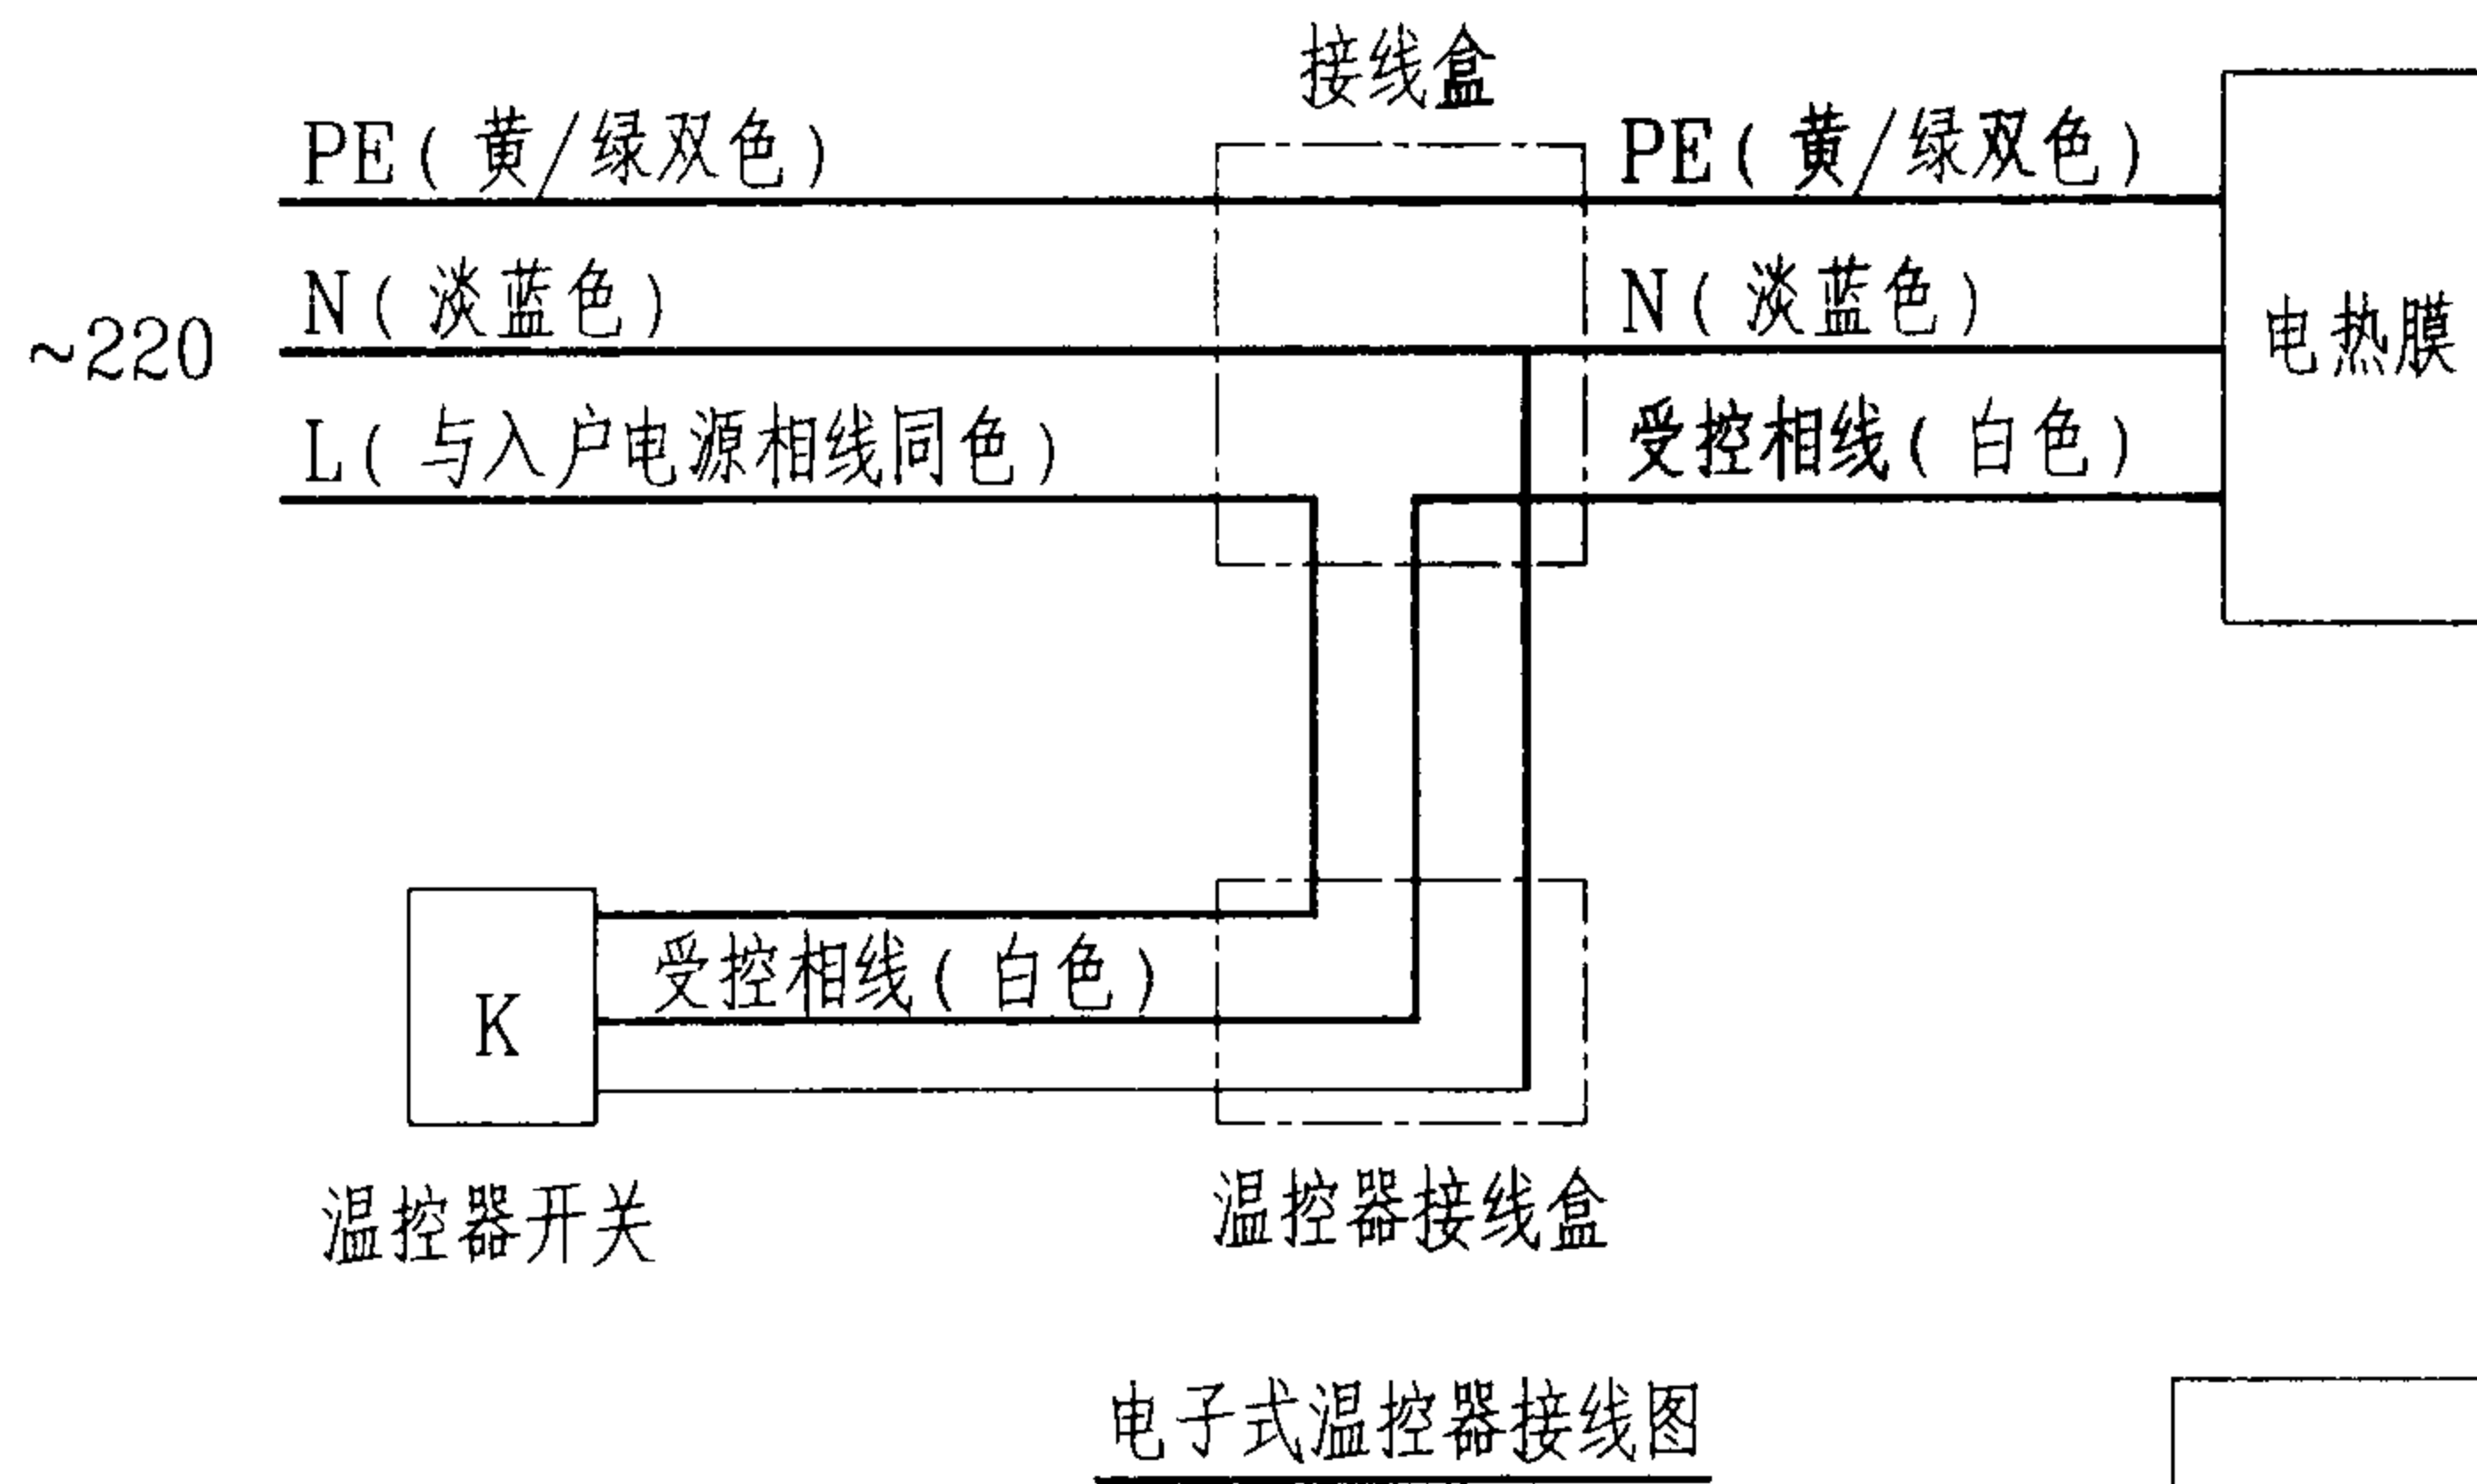 接线盒
PE(黄/绿双色)
PE(黄/绿双色)
N(淡蓝色)
N(淡蓝色)
~220
电热膜
L(与入户电源相线同色)
受控相线(白色)
受控相线(白色)
K
温控器开关
温控器接线盒
电子式温控器接线图